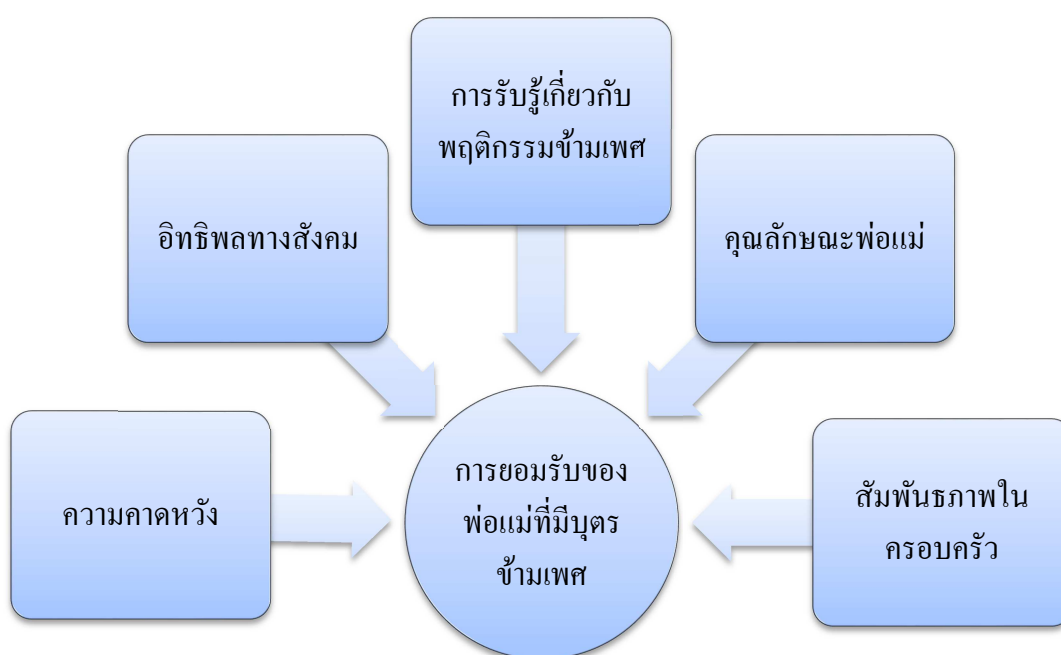 การรับรู้เกี่ยวกับ
พฤติกรรมข้ามเพศ
อิทธิพลทางสังคม
คุณลักษณะพ่อแม่
ความคาดหวัง
การยอมรับของ
พ่อแม่ที่มีบุตร
ข้ามเพศ
สัมพันธภาพใน
ครอบครัว